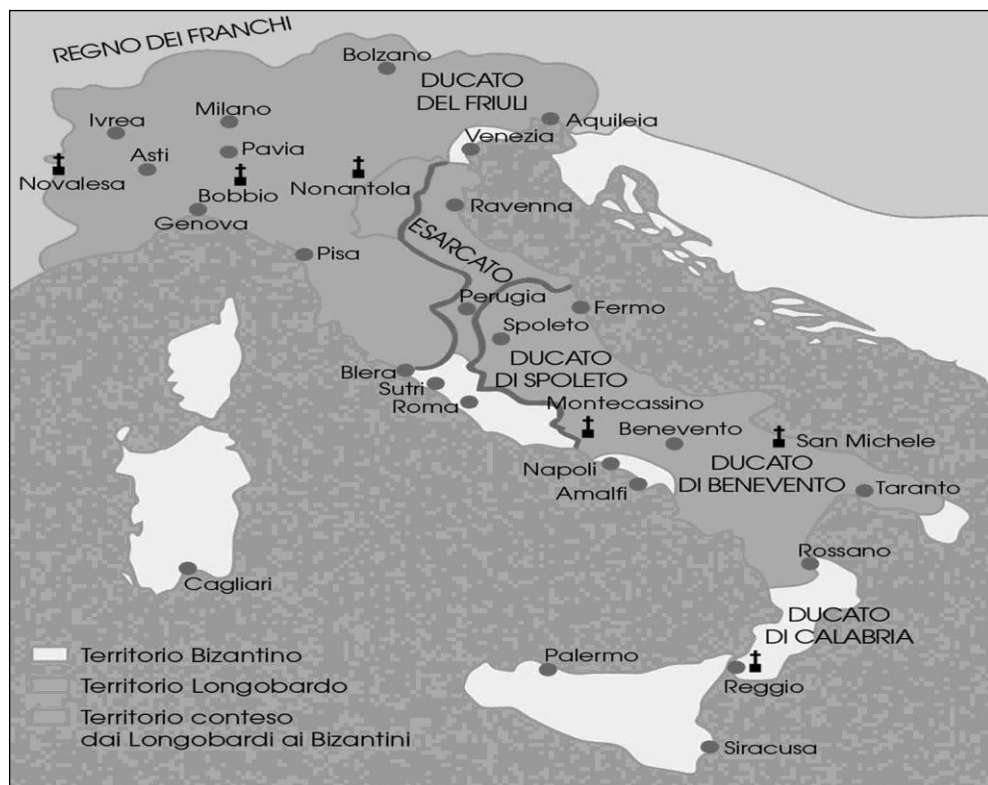 REGNO DEI FRANCHI
Bolzano
DUCATO
DEL FRIULI
Ivrea
Milano
Aquileia
Venezia
Asti
Pavia
Novalesa
Bobbio
Nonantola
Genova
Ravenna
Pisa
ESARCATO
Perugia
Fermo
Spoleto
Blera
DUCATO
DI SPOLETO
Sutri
Roma
Montecassino
Benevento
San Michele
Napoli
DUCATO
DI BENEVENTO
Amalfi
Taranto
Rossano
Cagliari
DUCATO
DI CALABRIA
Palermo
Reggio
Siracusa
Territorio Bizantino
Territorio Longobardo
Territorio conteso
dai Longobardi ai Bizantini